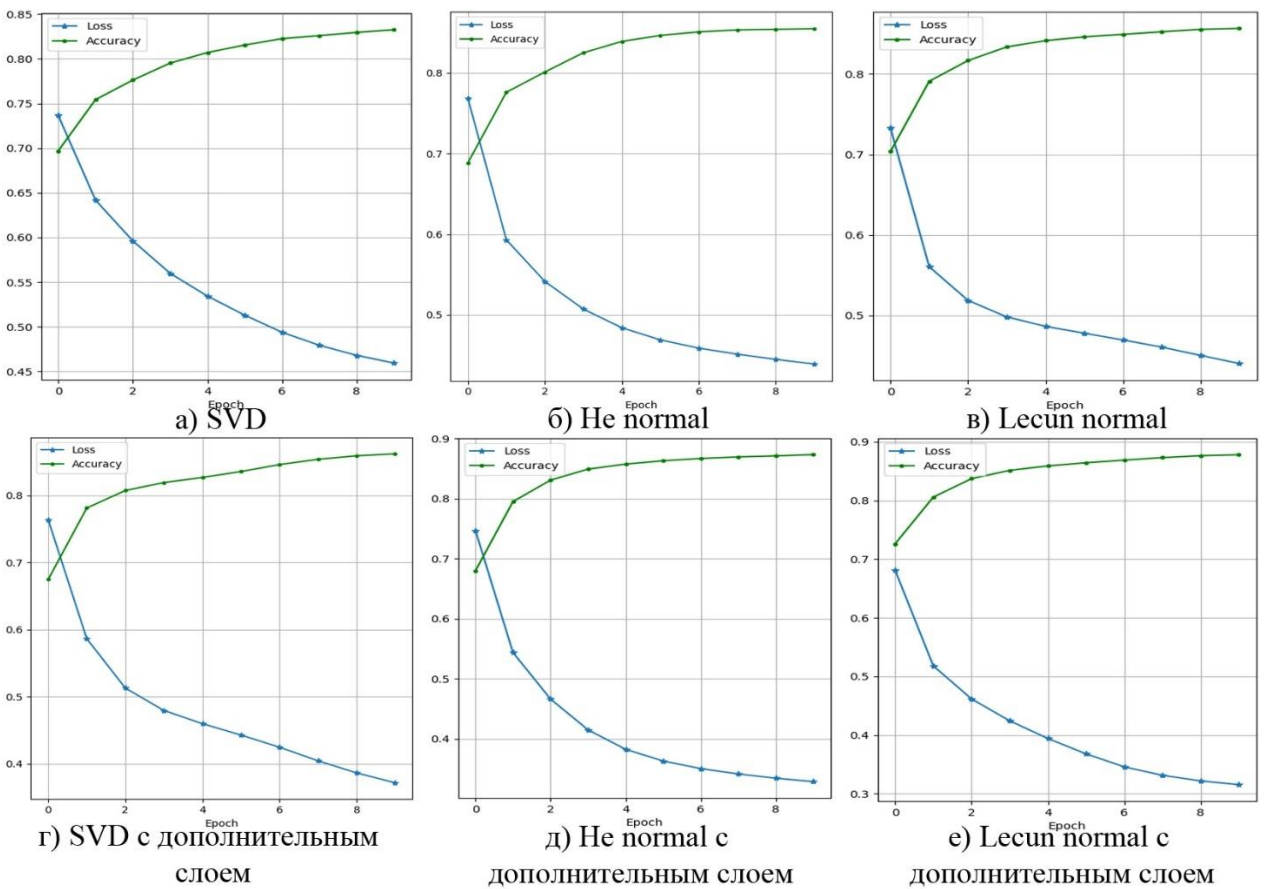 0.85
0.80
0.75
0.70
0.65
0.60
0.55
0.50
0.45
Loss
Accuracy
0 2 4 6 8
Epoch
а) SVD
0.8
0.7
0.6
0.5
Loss
Accuracy
0 2 4 6 8
Epoch
б) He normal
0.8
0.7
0.6
0.5
Loss
Accuracy
0 2 4 6 8
Epoch
в) Lecun normal
0.8
0.7
0.6
0.5
0.4
Loss
Accuracy
0 2 4 6 8
Epoch
г) SVD с дополнительным
слоем
0.9
0.8
0.7
0.6
0.5
0.4
Loss
Accuracy
0 2 4 6 8
Epoch
д) He normal с
дополнительным слоем
0.9
0.8
0.7
0.6
0.5
0.4
0.3
Loss
Accuracy
0 2 4 6 8
Epoch
е) Lecun normal с
дополнительным слоем